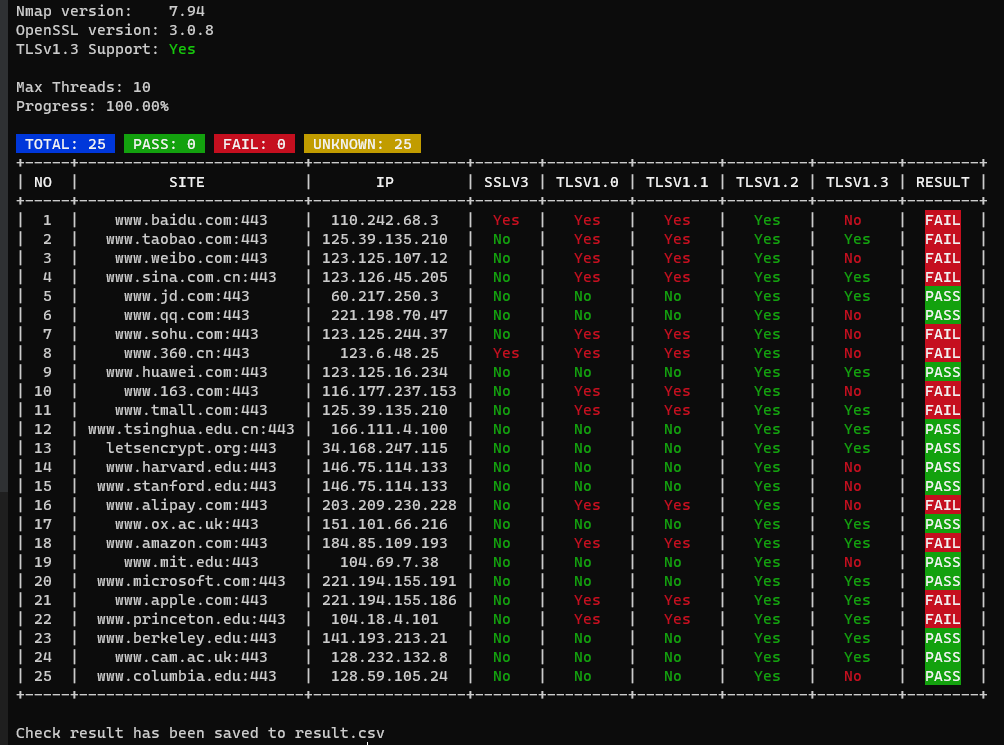 Nmap version:    7.94
OpenSSL version: 3.0.8
TLSv1.3 Support: Yes
Max Threads: 10
Progress: 100.00%
TOTAL: 25 PASS: 0 FAIL: 0 UNKNOWN: 25
| NO | SITE | IP | SSLV3 | TLSV1.0 | TLSV1.1 | TLSV1.2 | TLSV1.3 | RESULT |
| 1 | www.baidu.com:443 | 110.242.68.3 | Yes | Yes | Yes | Yes | No | FAIL |
| 2 | www.taobao.com:443 | 125.39.135.210 | No | Yes | Yes | Yes | Yes | FAIL |
| 3 | www.weibo.com:443 | 123.125.107.12 | No | Yes | Yes | Yes | No | FAIL |
| 4 | www.sina.com.cn:443 | 123.126.45.205 | No | Yes | Yes | Yes | Yes | FAIL |
| 5 | www.jd.com:443 | 60.217.250.3 | No | No | No | Yes | Yes | PASS |
| 6 | www.qq.com:443 | 221.198.70.47 | No | No | No | Yes | No | PASS |
| 7 | www.sohu.com:443 | 123.125.244.37 | No | Yes | Yes | Yes | No | FAIL |
| 8 | www.360.cn:443 | 123.6.48.25 | Yes | Yes | Yes | Yes | No | FAIL |
| 9 | www.huawei.com:443 | 123.125.16.234 | No | No | No | Yes | Yes | PASS |
| 10 | www.163.com:443 | 116.177.237.153 | No | Yes | Yes | Yes | No | FAIL |
| 11 | www.tmall.com:443 | 125.39.135.210 | No | Yes | Yes | Yes | Yes | FAIL |
| 12 | www.tsinghua.edu.cn:443 | 166.111.4.100 | No | No | No | Yes | Yes | PASS |
| 13 | letsencrypt.org:443 | 34.168.247.115 | No | No | No | Yes | Yes | PASS |
| 14 | www.harvard.edu:443 | 146.75.114.133 | No | No | No | Yes | No | PASS |
| 15 | www.stanford.edu:443 | 146.75.114.133 | No | No | No | Yes | No | PASS |
| 16 | www.alipay.com:443 | 203.209.230.228 | No | Yes | Yes | Yes | No | FAIL |
| 17 | www.ox.ac.uk:443 | 151.101.66.216 | No | No | No | Yes | Yes | PASS |
| 18 | www.amazon.com:443 | 184.85.109.193 | No | Yes | Yes | Yes | Yes | FAIL |
| 19 | www.mit.edu:443 | 104.69.7.38 | No | No | No | Yes | No | PASS |
| 20 | www.microsoft.com:443 | 221.194.155.191 | No | No | No | Yes | Yes | PASS |
| 21 | www.apple.com:443 | 221.194.155.186 | No | Yes | Yes | Yes | Yes | FAIL |
| 22 | www.princeton.edu:443 | 104.18.4.101 | No | Yes | Yes | Yes | Yes | FAIL |
| 23 | www.berkeley.edu:443 | 141.193.213.21 | No | No | No | Yes | Yes | PASS |
| 24 | www.cam.ac.uk:443 | 128.232.132.8 | No | No | No | Yes | Yes | PASS |
| 25 | www.columbia.edu:443 | 128.59.105.24 | No | No | No | Yes | No | PASS |
Check result has been saved to result.csv